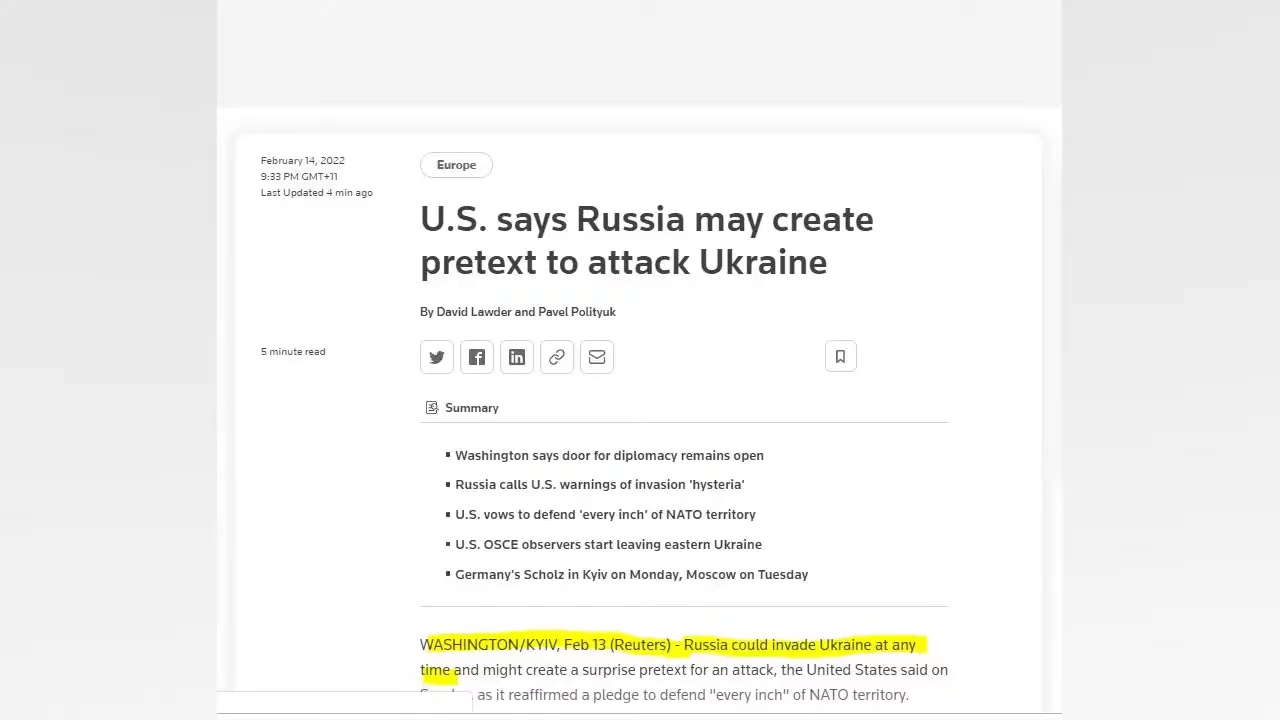 February 14, 2022
9:33 PM GMT+11
Last Updated 4 min ago
Europe
U.S. says Russia may create
pretext to attack Ukraine
By David Lawder and Pavel Polityuk
5 minute read
Summary
▪ Washington says door for diplomacy remains open
▪ Russia calls U.S. warnings of invasion 'hysteria'
▪ U.S. vows to defend 'every inch' of NATO territory
▪ U.S. OSCE observers start leaving eastern Ukraine
▪ Germany's Scholz in Kyiv on Monday, Moscow on Tuesday
WASHINGTON/KYIV, Feb 13 (Reuters) - Russia could invade Ukraine at any
time and might create a surprise pretext for an attack, the United States said on
as it reaffirmed a pledge to defend "every inch" of NATO territory.